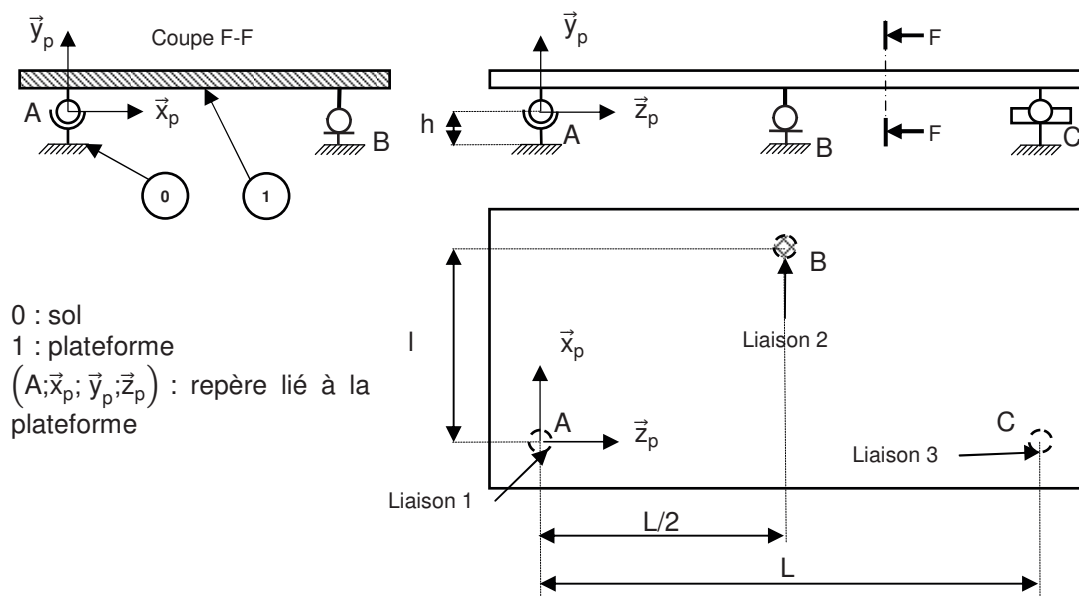 y⃗p
Coupe F-F
A
x⃗p
B
0
1
y⃗p
F
h
z⃗p
A
B
F
C
B
l
Liaison 2
x⃗p
A
z⃗p
C
Liaison 3
Liaison 1
L/2
L
0 : sol
1 : plateforme
(A;x⃗p; y⃗p;z⃗p) : repère lié à la
plateforme